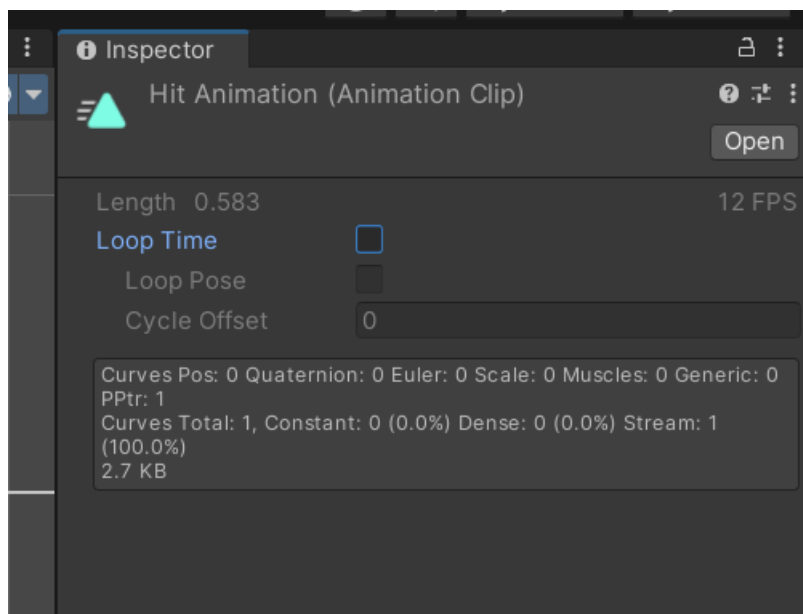 Inspector
Hit Animation (Animation Clip)
Open
Length 0.583 12 FPS
Loop Time
Loop Pose
Cycle Offset 0
Curves Pos: 0 Quaternion: 0 Euler: 0 Scale: 0 Muscles: 0 Generic: 0
PPtr: 1
Curves Total: 1, Constant: 0 (0.0%) Dense: 0 (0.0%) Stream: 1
(100.0%)
2.7 KB